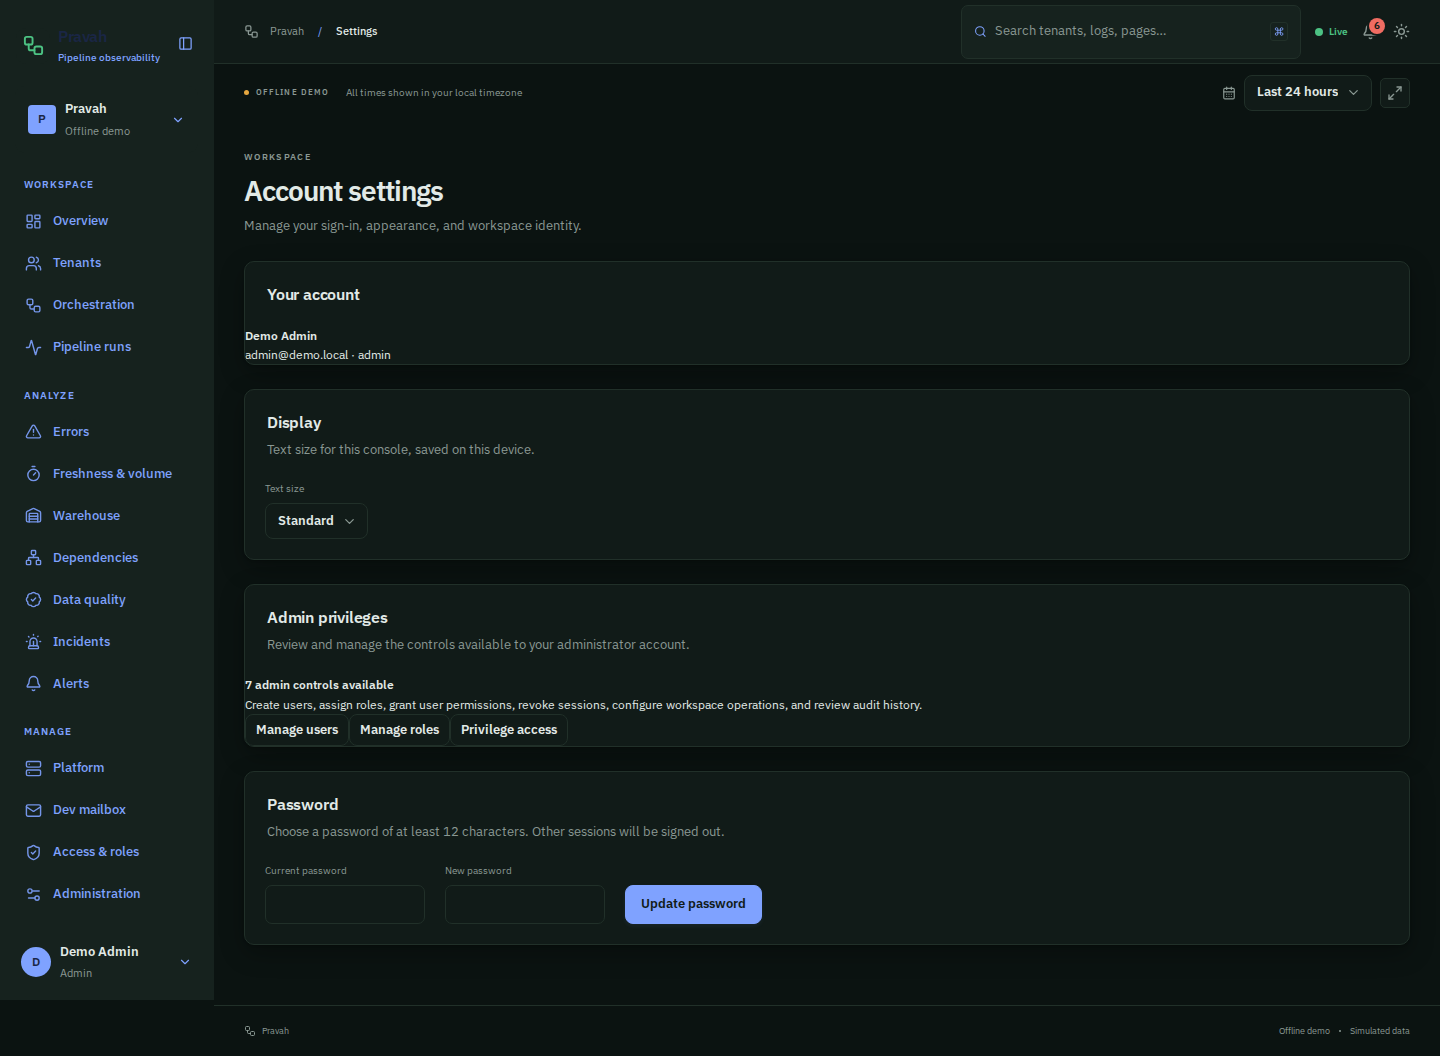 Pravah
Pipeline observability
P
Pravah
Offline demo
WORKSPACE
Overview
Tenants
Orchestration
Pipeline runs
ANALYZE
Errors
Freshness & volume
Warehouse
Dependencies
Data quality
Incidents
Alerts
MANAGE
Platform
Dev mailbox
Access & roles
Administration
D
Demo Admin
Admin
Pravah / Settings
Search tenants, logs, pages...
⌘
Live
6
OFFLINE DEMO
All times shown in your local timezone
Last 24 hours
WORKSPACE
Account settings
Manage your sign-in, appearance, and workspace identity.
Your account
Demo Admin
admin@demo.local · admin
Display
Text size for this console, saved on this device.
Text size
Standard
Admin privileges
Review and manage the controls available to your administrator account.
7 admin controls available
Create users, assign roles, grant user permissions, revoke sessions, configure workspace operations, and review audit history.
Manage users
Manage roles
Privilege access
Password
Choose a password of at least 12 characters. Other sessions will be signed out.
Current password
New password
Update password
Pravah
Offline demo • Simulated data